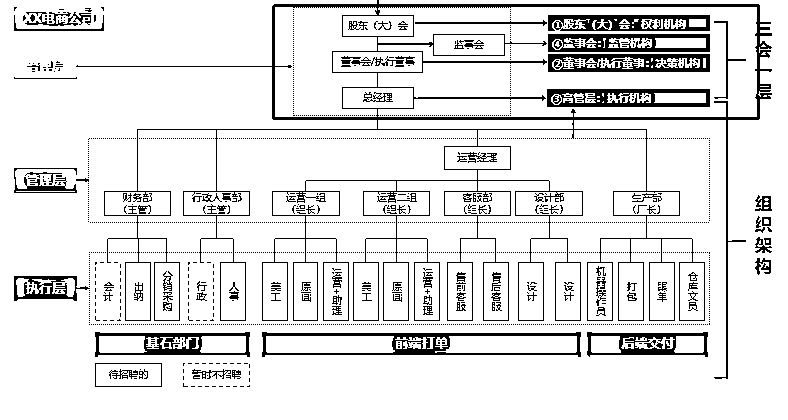 XX电商公司
股东（大）会
①股东（大）会：权利机构
三会一层
监事会
④监事会：监管机构
董事会/执行董事
②董事会/执行董事：决策机构
总经理
③高管层：执行机构
运营经理
管理层
财务部
（主管）
行政人事部
（主管）
运营一组
（组长）
运营二组
（组长）
客服部
（组长）
设计部
（组长）
生产部
（厂长）
组织架构
执行层
会计
出纳
分销采购
行政
人事
美工
原画
运营+助理
美工
原画
运营+助理
售前客服
售后客服
设计
设计
机器操作员
打包
跟单
仓库文员
基石部门
前端打单
后端交付
待招聘的
暂时不招聘